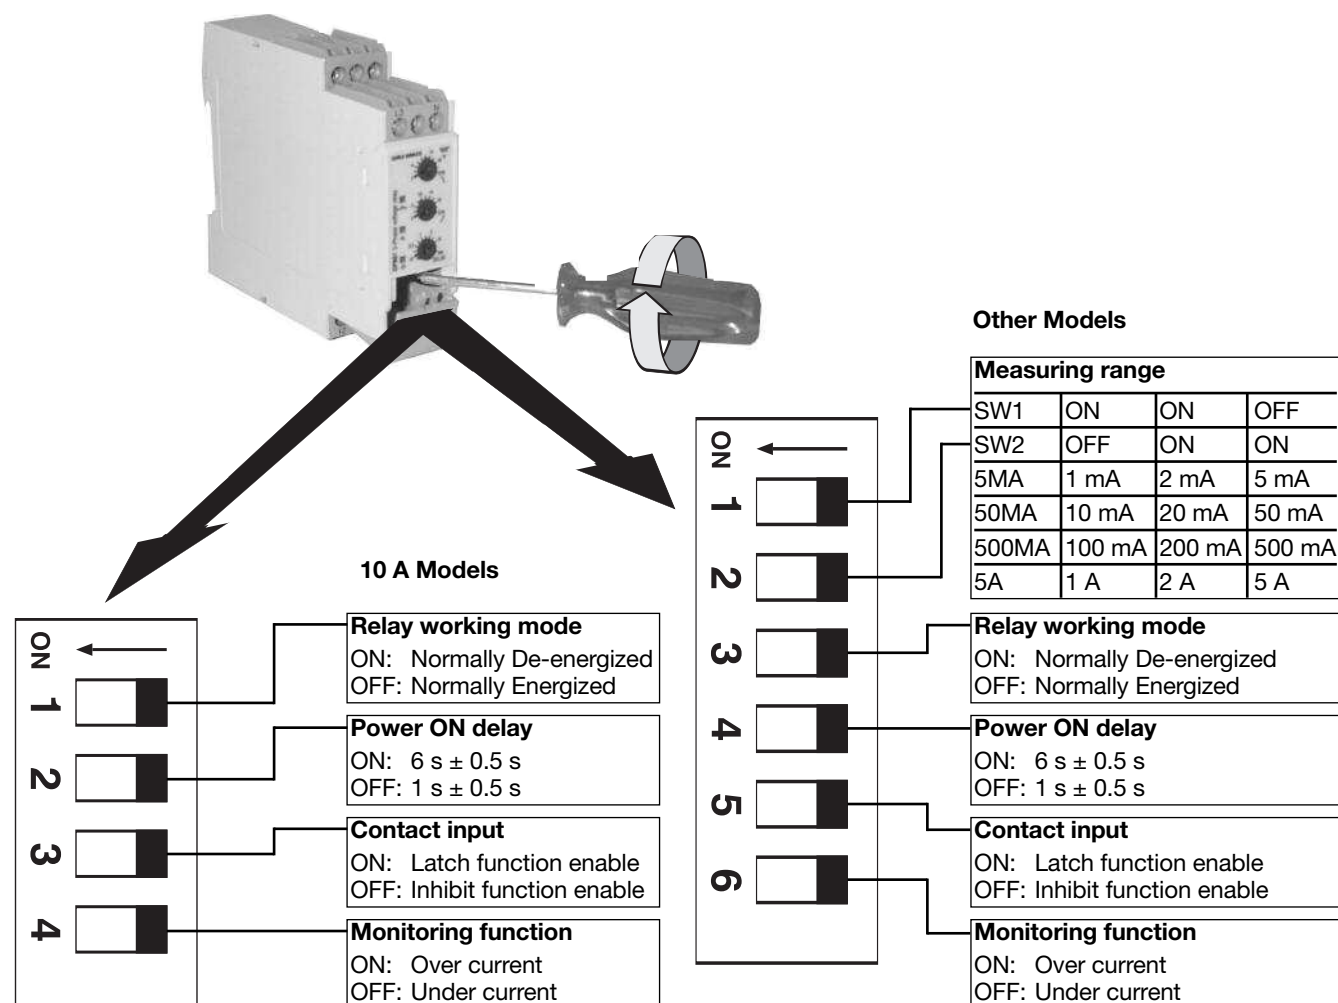 Other Models
Measuring range
SW1 ON ON OFF
SW2 OFF ON ON
5MA 1 mA 2 mA 5 mA
50MA 10 mA 20 mA 50 mA
500MA 100 mA 200 mA 500 mA
5A 1 A 2 A 5 A
ON
1
2
3
4
5
6
Relay working mode
ON: Normally De-energized
OFF: Normally Energized
Power ON delay
ON: 6 s ± 0.5 s
OFF: 1 s ± 0.5 s
Contact input
ON: Latch function enable
OFF: Inhibit function enable
Monitoring function
ON: Over current
OFF: Under current
10 A Models
ON
1
2
3
4
Relay working mode
ON: Normally De-energized
OFF: Normally Energized
Power ON delay
ON: 6 s ± 0.5 s
OFF: 1 s ± 0.5 s
Contact input
ON: Latch function enable
OFF: Inhibit function enable
Monitoring function
ON: Over current
OFF: Under current